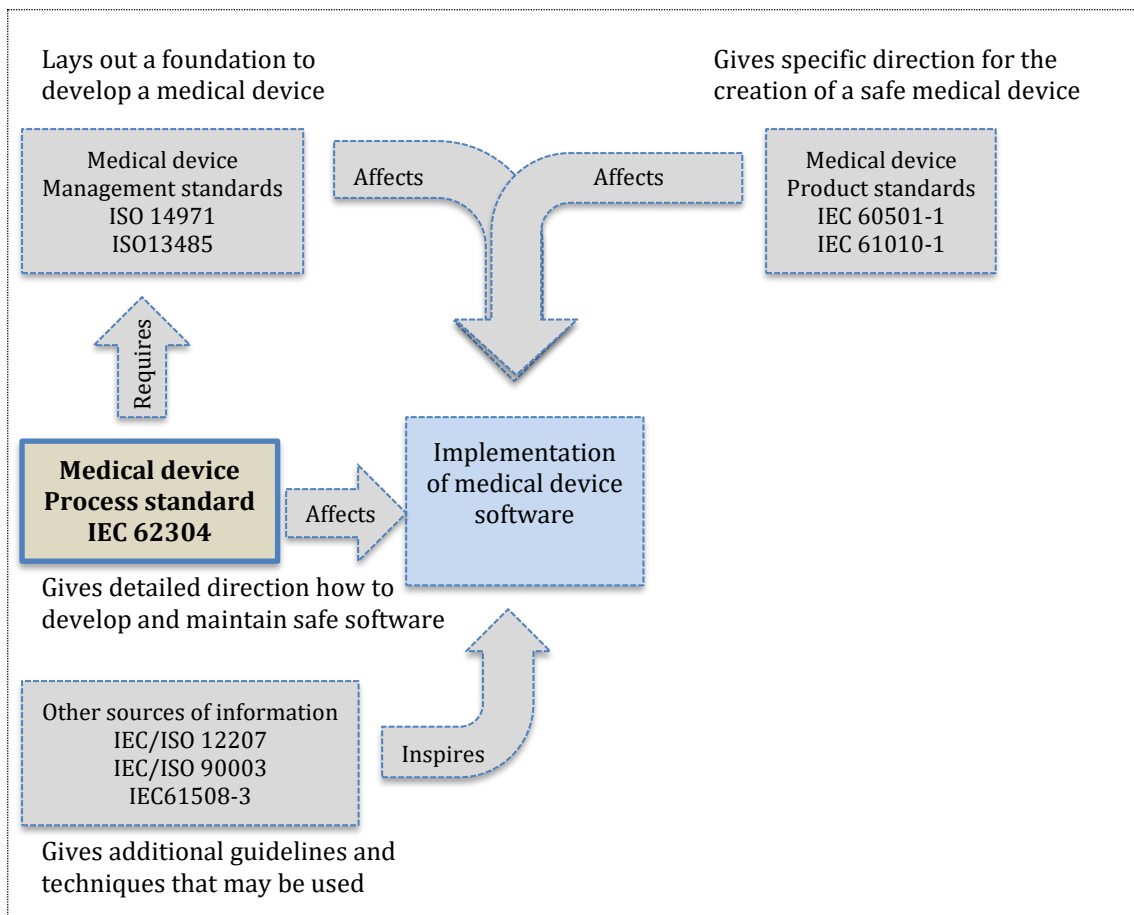 Lays out a foundation to
develop a medical device
Gives specific direction for the
creation of a safe medical device
Medical device
Management standards
ISO 14971
ISO13485
Affects
Affects
Medical device
Product standards
IEC 60501-1
IEC 61010-1
Requires
Medical device
Process standard
IEC 62304
Affects
Implementation
of medical device
software
Gives detailed direction how to
develop and maintain safe software
Other sources of information
IEC/ISO 12207
IEC/ISO 90003
IEC61508-3
Inspires
Gives additional guidelines and
techniques that may be used